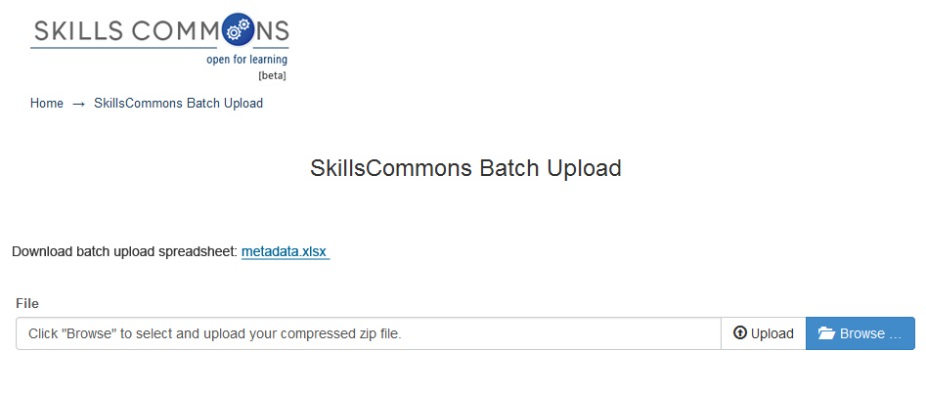 SKILLS COMMONS
open for learning
[beta]
Home → SkillsCommons Batch Upload
SkillsCommons Batch Upload
Download batch upload spreadsheet: metadata.xlsx
File
Click "Browse" to select and upload your compressed zip file. Upload Browse ...